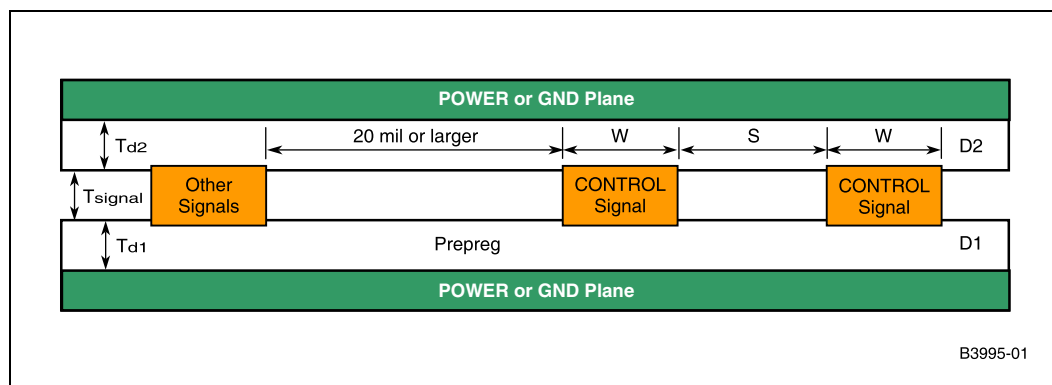 POWER or GND Plane
Td2
20 mil or larger
W
S
W
D2
Tsignal
Other
Signals
CONTROL
Signal
CONTROL
Signal
Td1
Prepreg
D1
POWER or GND Plane
B3995-01